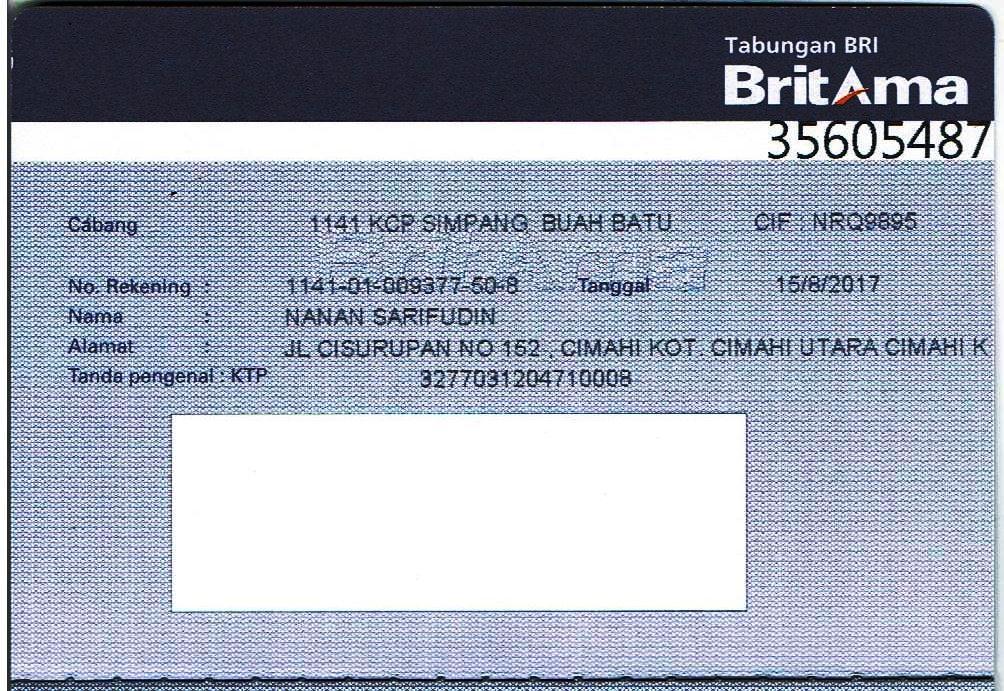 Tabungan BRI
BritAma
35605487
Cabang 1141 KCP SIMPANG BUAH BATU CIF : NRQ9895
No. Rekening : 1141-01-009377-50-8 Tanggal 15/8/2017
Nama : NANAN SARIFUDIN
Alamat : JL CISURUPAN NO 152 , CIMAHI KOT. CIMAHI UTARA CIMAHI K
Tanda pengenal : KTP 3277031204710008